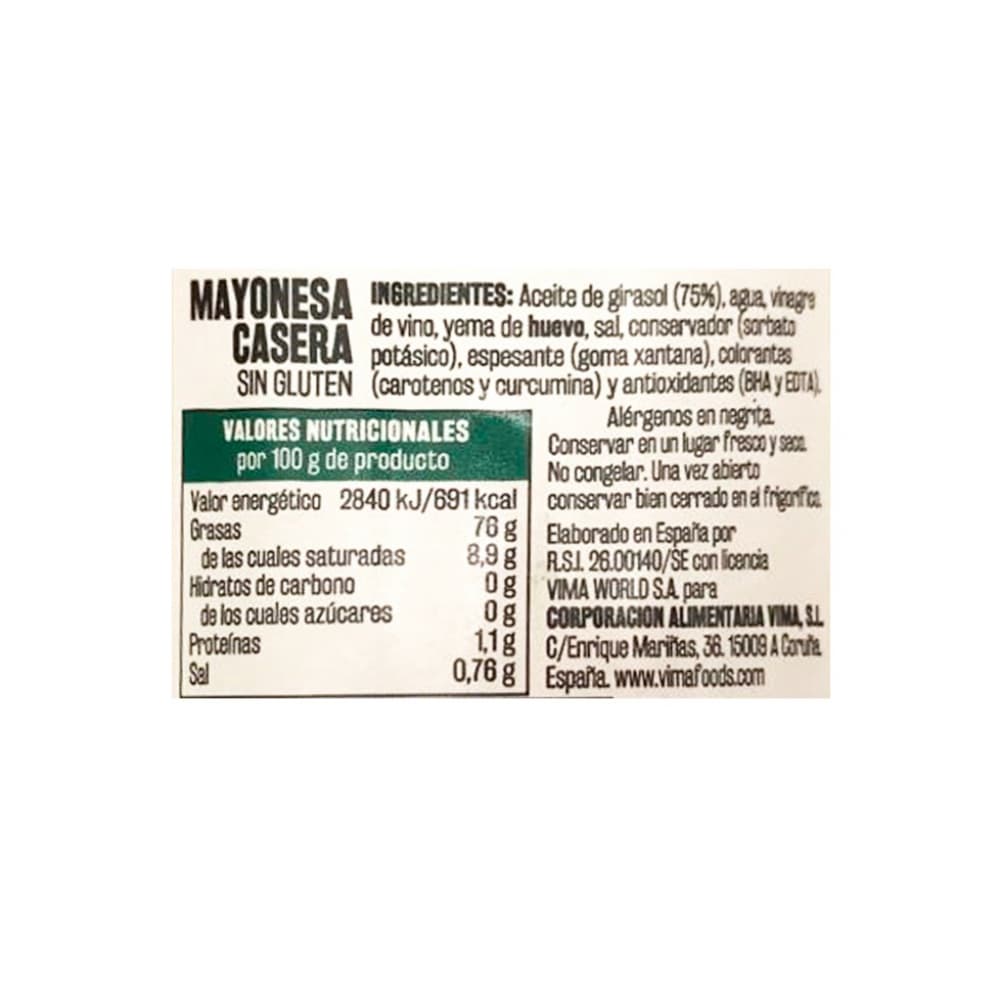 MAYONESA
CASERA
SIN GLUTEN
INGREDIENTES: Aceite de girasol (75%), agua, vinagre
de vino, yema de huevo, sal, conservador (sorbato
potásico), espesante (goma xantana), colorantes
(carotenos y curcumina) y antioxidantes (BHA y EDTA).
Alérgenos en negrita.
Conservar en un lugar fresco y seco.
No congelar. Una vez abierto
conservar bien cerrado en el frigorífico.
Elaborado en España por
R.S.I. 26.00140/SE con licencia
VIMA WORLD S.A. para
CORPORACION ALIMENTARIA VIMA, S.L.
C/Enrique Mariñas, 36. 15009 A Coruña.
España. www.vimafoods.com
VALORES NUTRICIONALES
por 100 g de producto
Valor energético 2840 kJ/691 kcal
Grasas 76 g
de las cuales saturadas 8,9 g
Hidratos de carbono 0 g
de los cuales azúcares 0 g
Proteínas 1,1 g
Sal 0,76 g